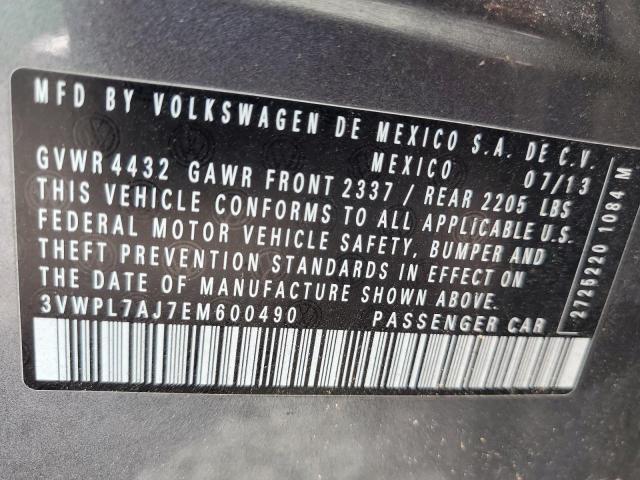 MFD BY VOLKSWAGEN DE MEXICO S.A. DE C.V.
MEXICO 07/13
GVWR 4432 GAWR FRONT 2337 / REAR 2205 LBS
THIS VEHICLE CONFORMS TO ALL APPLICABLE U.S.
FEDERAL MOTOR VEHICLE SAFETY, BUMPER AND
THEFT PREVENTION STANDARDS IN EFFECT ON
THE DATE OF MANUFACTURE SHOWN ABOVE.
3VWPL7AJ7EM600490 PASSENGER CAR
2725220 1084 M